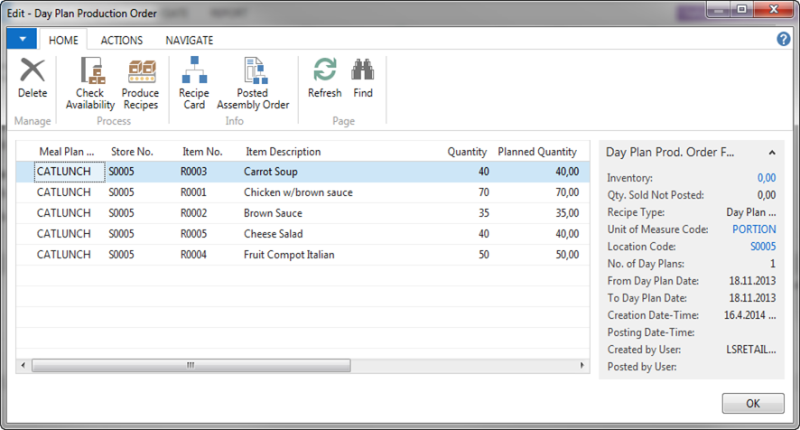 Edit - Day Plan Production Order
HOME ACTIONS NAVIGATE
Delete Check Availability Produce Recipes Recipe Card Posted Assembly Order Refresh Find
Manage Process Info Page
Meal Plan ... Store No. Item No. Item Description Quantity Planned Quantity
CATLUNCH S0005 R0003 Carrot Soup 40 40,00
CATLUNCH S0005 R0001 Chicken w/brown sauce 70 70,00
CATLUNCH S0005 R0002 Brown Sauce 35 35,00
CATLUNCH S0005 R0005 Cheese Salad 40 40,00
CATLUNCH S0005 R0004 Fruit Compot Italian 50 50,00
Day Plan Prod. Order F...
Inventory: 0,00
Qty. Sold Not Posted: 0,00
Recipe Type: Day Plan ...
Unit of Measure Code: PORTION
Location Code: S0005
No. of Day Plans: 1
From Day Plan Date: 18.11.2013
To Day Plan Date: 18.11.2013
Creation Date-Time: 16.4.2014 ...
Posting Date-Time:
Created by User: LSRETAIL...
Posted by User:
OK